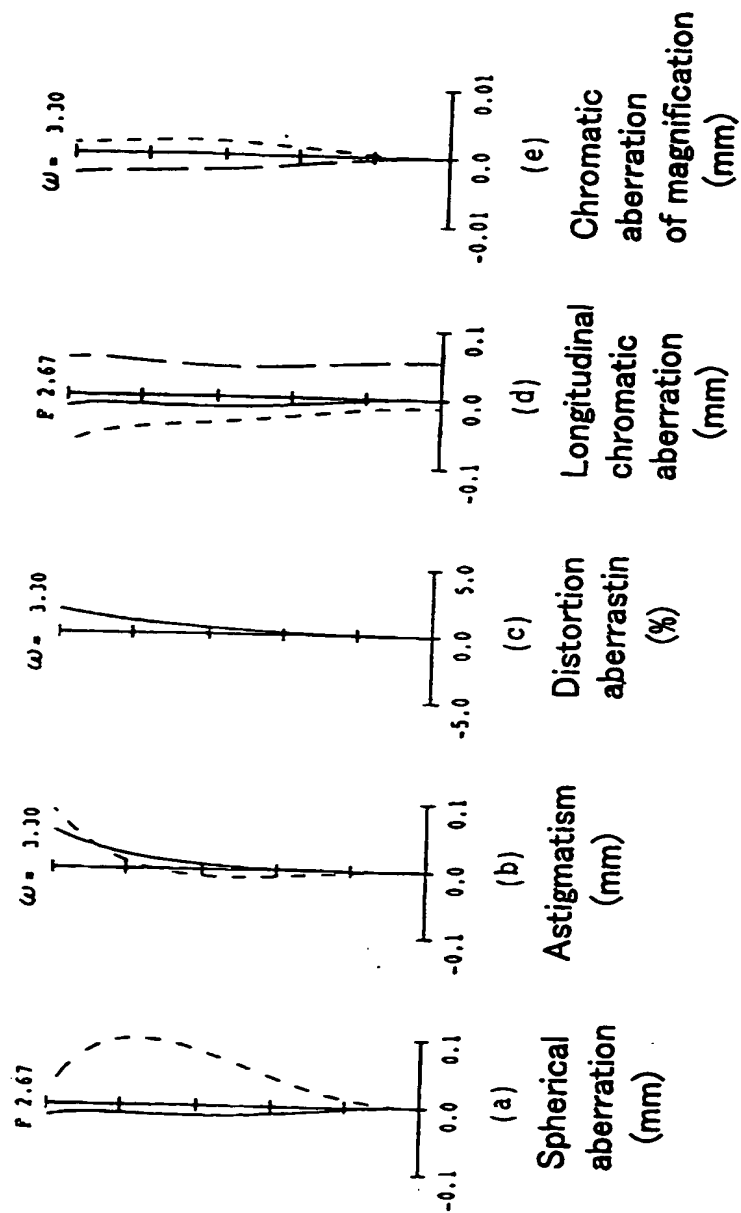 F 2.67
-0.1 0.0 0.1
(a)
Spherical
aberration
(mm)
ω= 3.30
-0.1 0.0 0.1
(b)
Astigmatism
(mm)
ω= 3.30
-5.0 0.0 5.0
(c)
Distortion
aberrastin
(%)
F 2.67
-0.1 0.0 0.1
(d)
Longitudinal
chromatic
aberration
(mm)
ω= 3.30
-0.01 0.0 0.01
(e)
Chromatic
aberration
of magnification
(mm)